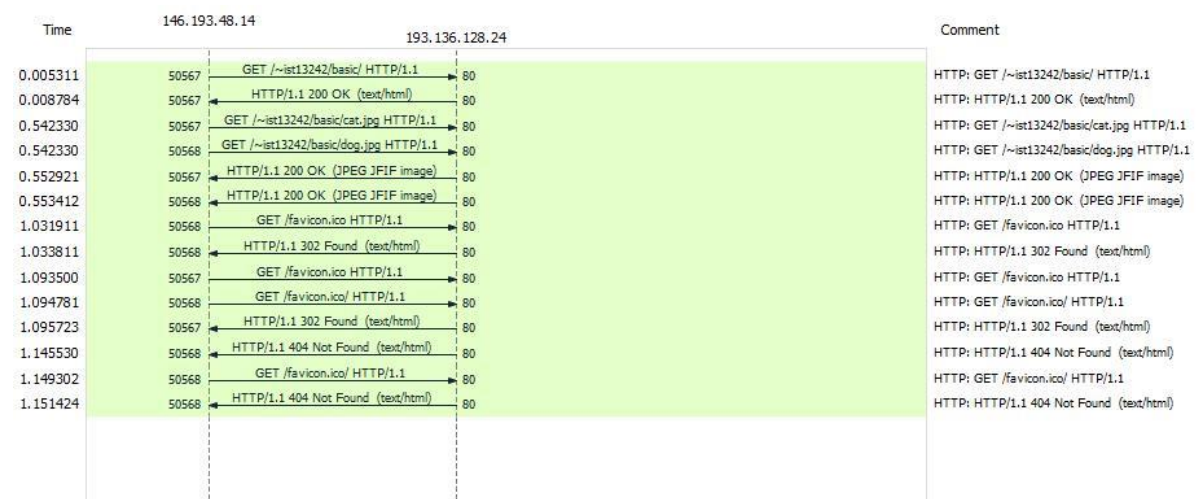 Time 146.193.48.14 193.136.128.24 Comment
0.005311 50567 GET /~ist13242/basic/ HTTP/1.1 80 HTTP: GET /~ist13242/basic/ HTTP/1.1
0.008784 50567 HTTP/1.1 200 OK (text/html) 80 HTTP: HTTP/1.1 200 OK (text/html)
0.542330 50567 GET /~ist13242/basic/cat.jpg HTTP/1.1 80 HTTP: GET /~ist13242/basic/cat.jpg HTTP/1.1
0.542330 50568 GET /~ist13242/basic/dog.jpg HTTP/1.1 80 HTTP: GET /~ist13242/basic/dog.jpg HTTP/1.1
0.552921 50567 HTTP/1.1 200 OK (JPEG JFIF image) 80 HTTP: HTTP/1.1 200 OK (JPEG JFIF image)
0.553412 50568 HTTP/1.1 200 OK (JPEG JFIF image) 80 HTTP: HTTP/1.1 200 OK (JPEG JFIF image)
1.031911 50568 GET /favicon.ico HTTP/1.1 80 HTTP: GET /favicon.ico HTTP/1.1
1.033811 50568 HTTP/1.1 302 Found (text/html) 80 HTTP: HTTP/1.1 302 Found (text/html)
1.093500 50567 GET /favicon.ico HTTP/1.1 80 HTTP: GET /favicon.ico HTTP/1.1
1.094781 50568 GET /favicon.ico/ HTTP/1.1 80 HTTP: GET /favicon.ico/ HTTP/1.1
1.095723 50567 HTTP/1.1 302 Found (text/html) 80 HTTP: HTTP/1.1 302 Found (text/html)
1.145530 50568 HTTP/1.1 404 Not Found (text/html) 80 HTTP: HTTP/1.1 404 Not Found (text/html)
1.149302 50568 GET /favicon.ico/ HTTP/1.1 80 HTTP: GET /favicon.ico/ HTTP/1.1
1.151424 50568 HTTP/1.1 404 Not Found (text/html) 80 HTTP: HTTP/1.1 404 Not Found (text/html)